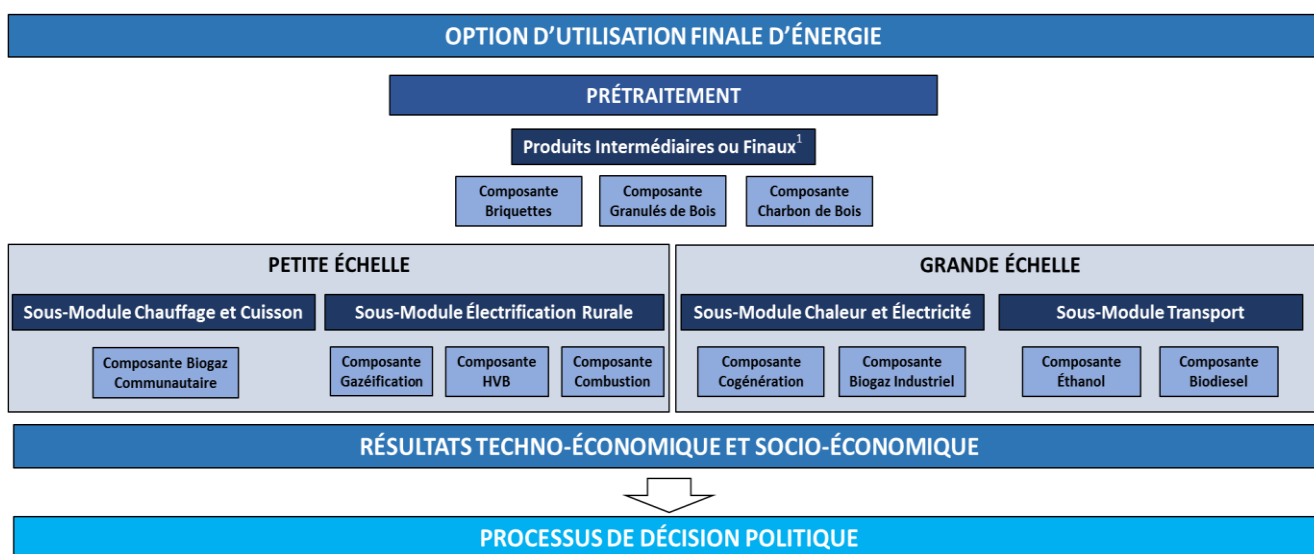 OPTION D'UTILISATION FINALE D'ÉNERGIE
PRÉTRAITEMENT
Produits Intermédiaires ou Finaux1
Composante
Briquettes
Composante
Granulés de Bois
Composante
Charbon de Bois
PETITE ÉCHELLE
Sous-Module Chauffage et Cuisson
Composante Biogaz
Communautaire
Sous-Module Électrification Rurale
Composante
Gazéification
Composante
HVB
Composante
Combustion
GRANDE ÉCHELLE
Sous-Module Chaleur et Électricité
Composante
Cogénération
Composante
Biogaz Industriel
Sous-Module Transport
Composante
Éthanol
Composante
Biodiesel
RÉSULTATS TECHNO-ÉCONOMIQUE ET SOCIO-ÉCONOMIQUE
PROCESSUS DE DÉCISION POLITIQUE